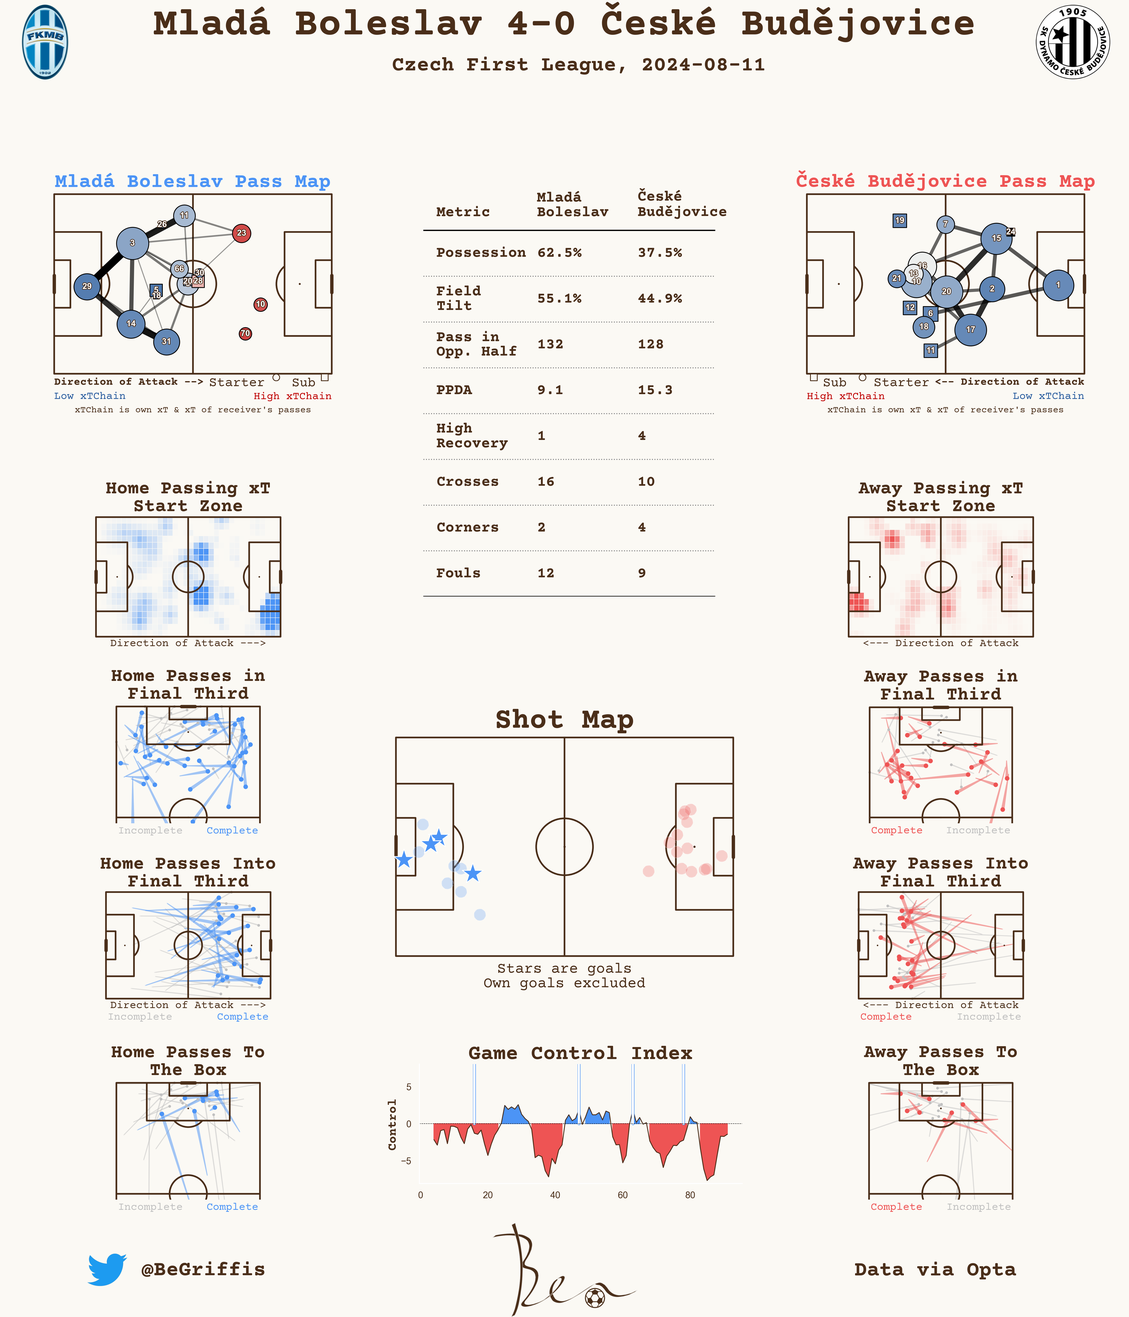 Mladá Boleslav 4-0 České Budějovice
Czech First League, 2024-08-11
FKMB
1902
1905
SK DYNAMO ČESKÉ BUDĚJOVICE
Mladá Boleslav Pass Map
26
11
23
3
66
30
20
28
29
5
18
10
14
70
31
Direction of Attack -->
Starter
Sub
Low xTChain
High xTChain
xTChain is own xT & xT of receiver's passes
Metric
Mladá Boleslav
České Budějovice
Possession 62.5% 37.5%
Field Tilt 55.1% 44.9%
Pass in Opp. Half 132 128
PPDA 9.1 15.3
High Recovery 1 4
Crosses 16 10
Corners 2 4
Fouls 12 9
České Budějovice Pass Map
19
7
24
15
16
13
21
10
20
2
1
12
6
18
17
11
Sub
Starter
<-- Direction of Attack
High xTChain
Low xTChain
xTChain is own xT & xT of receiver's passes
Home Passing xT
Start Zone
Direction of Attack --->
Away Passing xT
Start Zone
<--- Direction of Attack
Home Passes in
Final Third
Incomplete
Complete
Away Passes in
Final Third
Complete
Incomplete
Shot Map
Stars are goals
Own goals excluded
Home Passes Into
Final Third
Direction of Attack --->
Incomplete
Complete
Away Passes Into
Final Third
<--- Direction of Attack
Complete
Incomplete
Home Passes To
The Box
Incomplete
Complete
Game Control Index
Control
5
0
−5
0 20 40 60 80
Away Passes To
The Box
Complete
Incomplete
@BeGriffis
Bea
Data via Opta